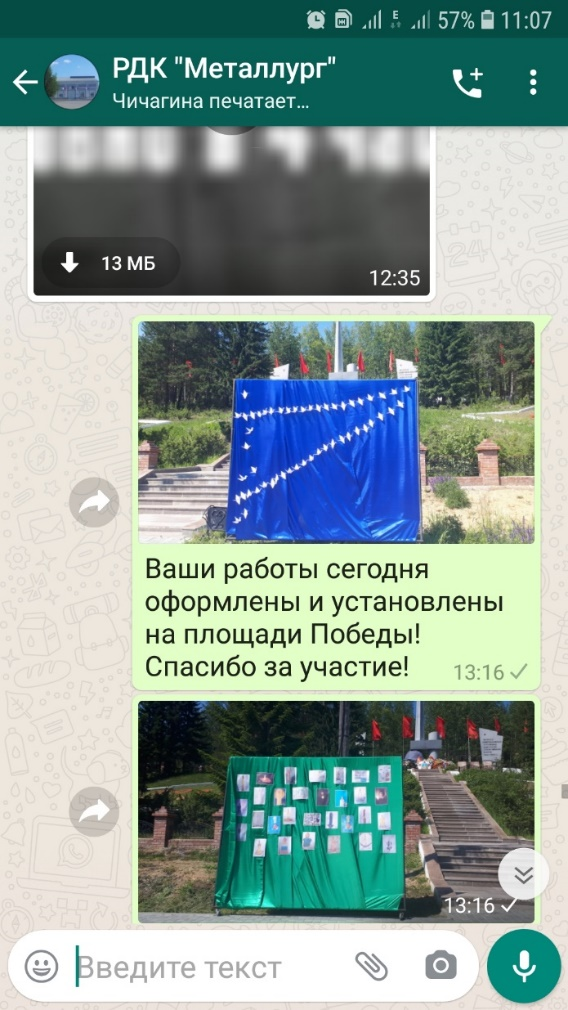 57% 11:07
РДК "Металлург"
Чичагина печатает...
13 МБ
12:35
Ваши работы сегодня
оформлены и установлены
на площади Победы!
Спасибо за участие!
13:16
13:16
Введите текст